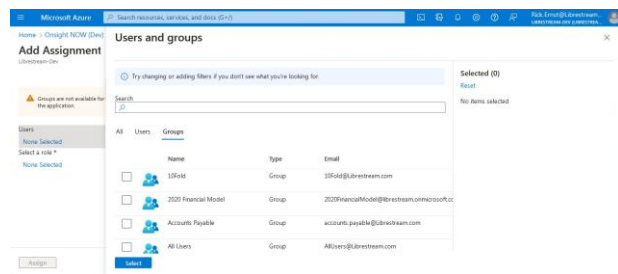 Microsoft Azure
Search resources, services, and docs (G+/)
Rick.Ernst@Librestream...
LIBRESTREAM DEV (LIBRESTREA...
Home > Onsight NOW (Dev)
Add Assignment
Librestream-Dev
Groups are not available for
the application
Users
None Selected
Select a role *
None Selected
Assign
Users and groups
Try changing or adding filters if you don't see what you're looking for.
Search
All Users Groups
Name Type Email
10Fold Group 10Fold@Librestream.com
2020 Financial Model Group 2020FinancialModel@librestream.onmicrosoft.cc
Accounts Payable Group accounts.payable@Librestream.com
All Users Group AllUsers@Librestream.com
Select
Selected (0)
Reset
No items selected